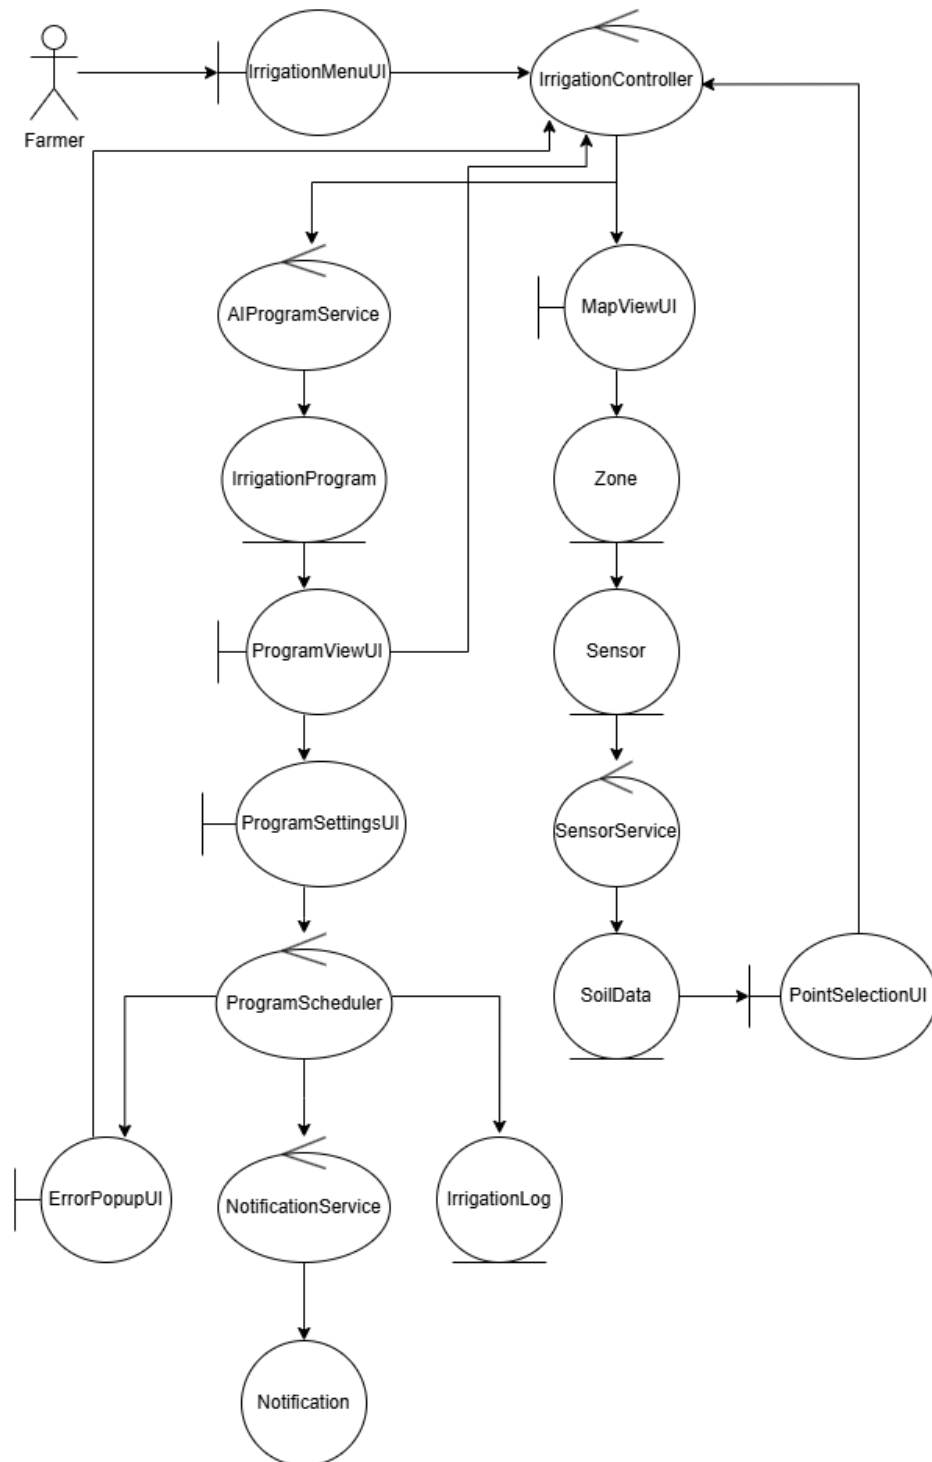 IrrigationMenuUI
IrrigationController
Farmer
AIProgramService
MapViewUI
IrrigationProgram
Zone
ProgramViewUI
Sensor
ProgramSettingsUI
SensorService
ProgramScheduler
SoilData
PointSelectionUI
ErrorPopupUI
NotificationService
IrrigationLog
Notification